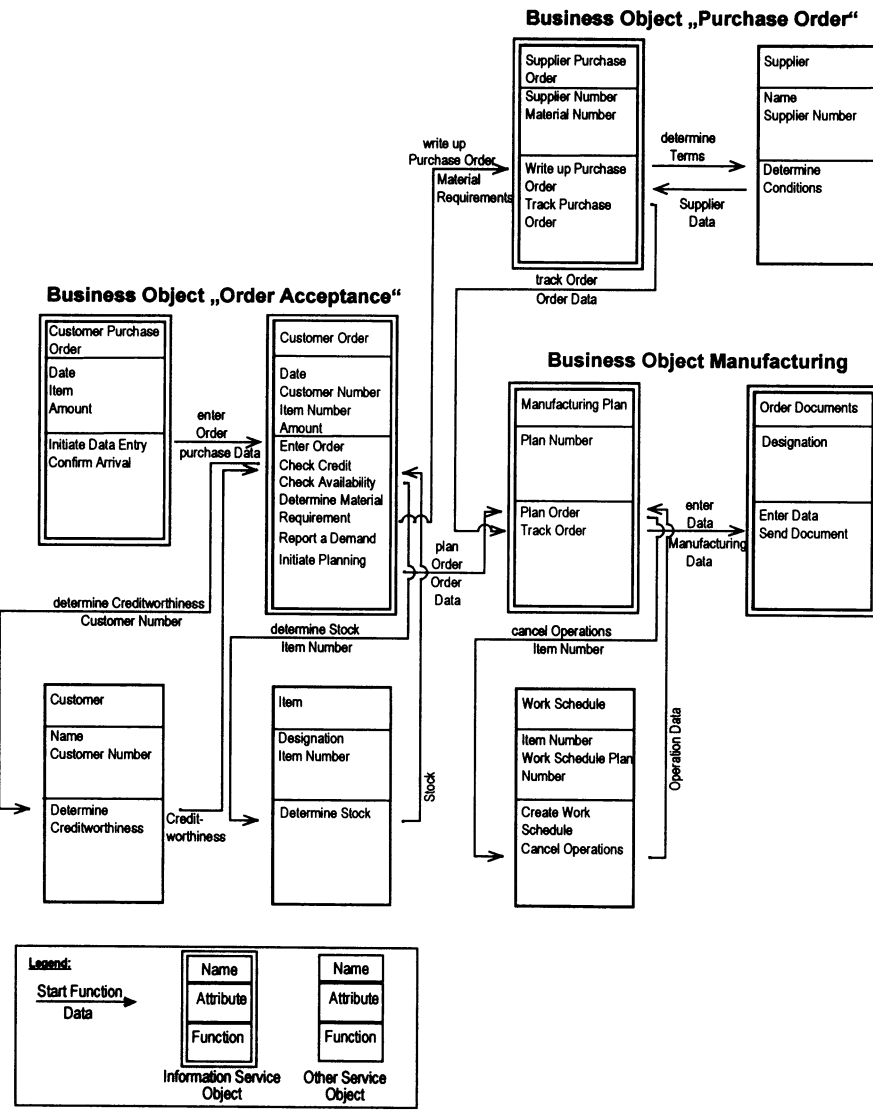 Business Object „Purchase Order“
Supplier Purchase
Order
Supplier Number
Material Number
Write up Purchase
Order
Track Purchase
Order
Supplier
Name
Supplier Number
Determine
Conditions
write up
Purchase Order
Material
Requirements
determine
Terms
Supplier
Data
track Order
Order Data
Business Object „Order Acceptance“
Customer Purchase
Order
Date
Item
Amount
Initiate Data Entry
Confirm Arrival
enter
Order
purchase Data
Customer Order
Date
Customer Number
Item Number
Amount
Enter Order
Check Credit
Check Availability
Determine Material
Requirement
Report a Demand
Initiate Planning
Business Object Manufacturing
Manufacturing Plan
Plan Number
Plan Order
Track Order
Order Documents
Designation
Enter Data
Send Document
plan
Order
Order
Data
enter
Data
Manufacturing
Data
determine Creditworthiness
Customer Number
determine Stock
Item Number
cancel Operations
Item Number
Customer
Name
Customer Number
Determine
Creditworthiness
Credit-
worthiness
Item
Designation
Item Number
Determine Stock
Stock
Work Schedule
Item Number
Work Schedule Plan
Number
Create Work
Schedule
Cancel Operations
Operation Data
Legend:
Start Function
Data
Name
Attribute
Function
Information Service
Object
Name
Attribute
Function
Other Service
Object